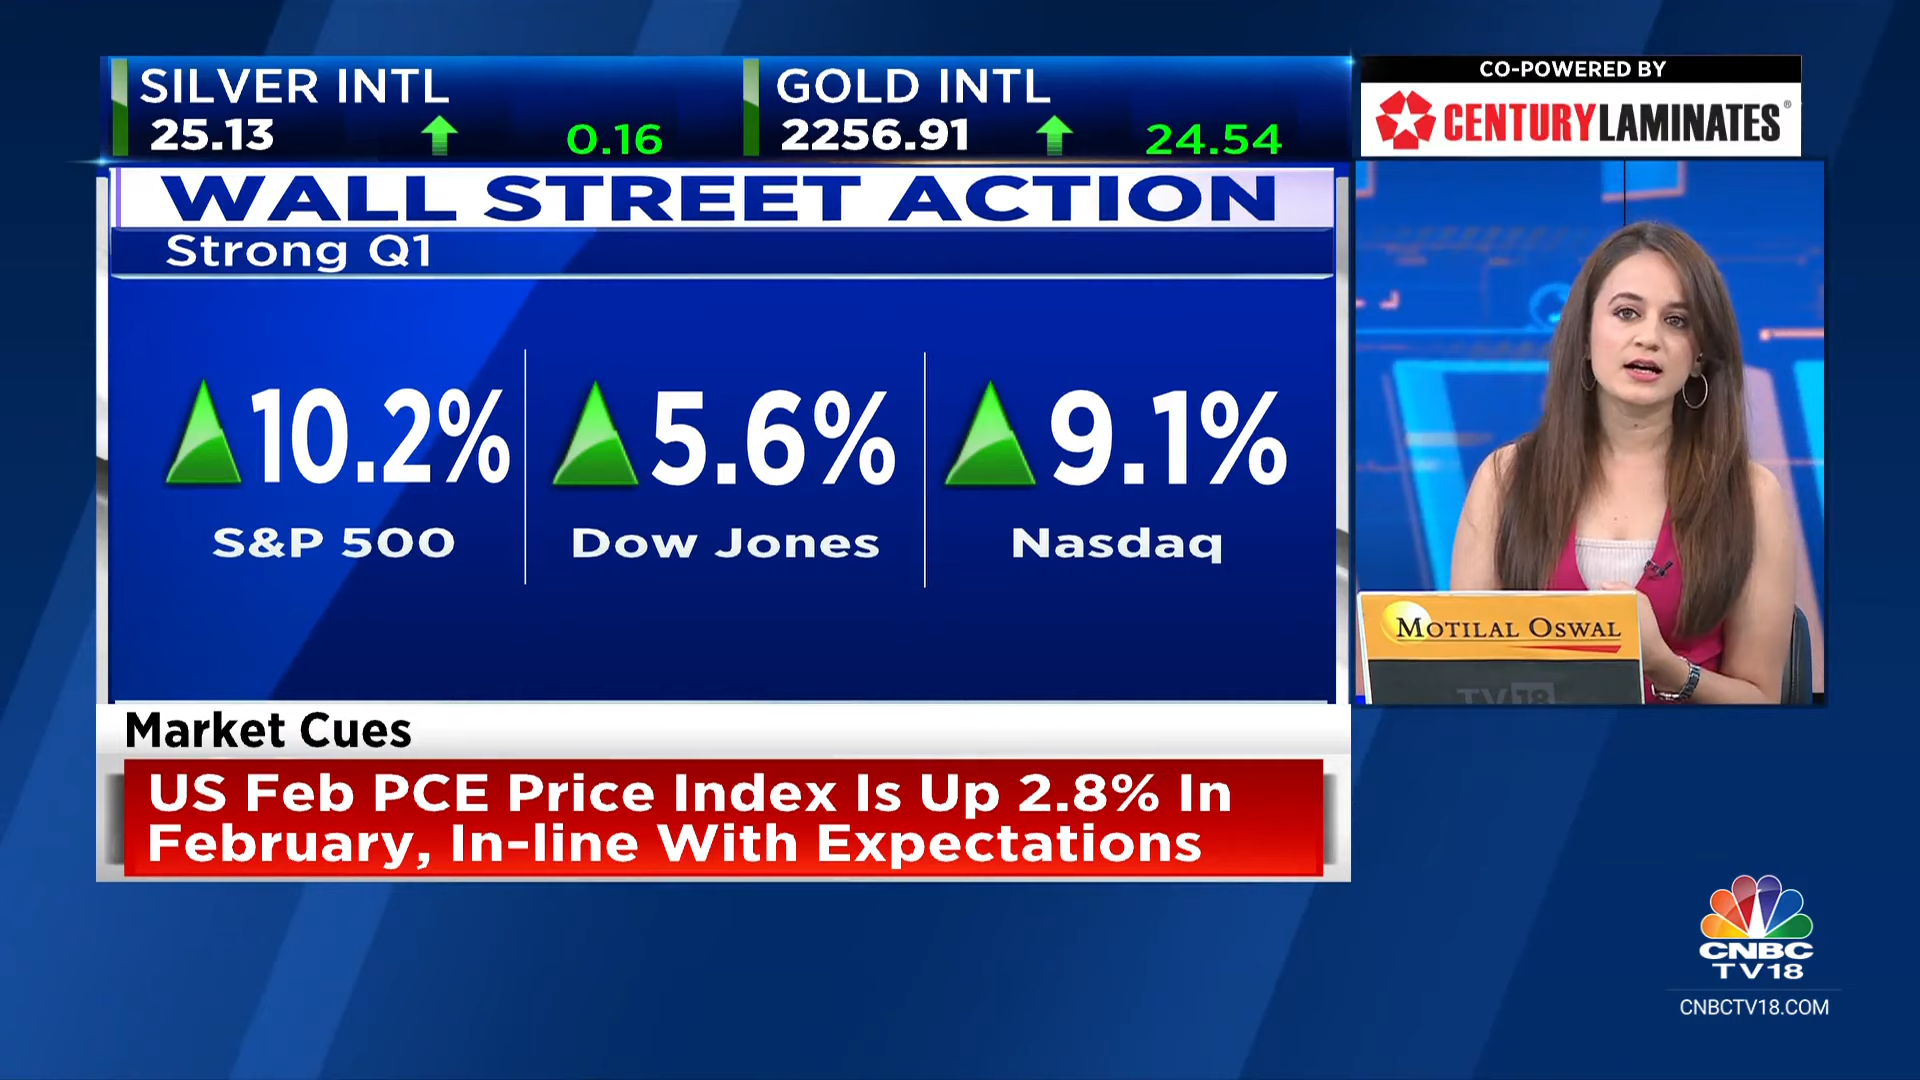 SILVER INTL
25.13 0.16
GOLD INTL
2256.91 24.54
CO-POWERED BY
CENTURYLAMINATES®
WALL STREET ACTION
Strong Q1
10.2%
S&P 500
5.6%
Dow Jones
9.1%
Nasdaq
MOTILAL OSWAL
TV18
Market Cues
US Feb PCE Price Index Is Up 2.8% In
February, In-line With Expectations
CNBC
TV18
CNBCTV18.COM